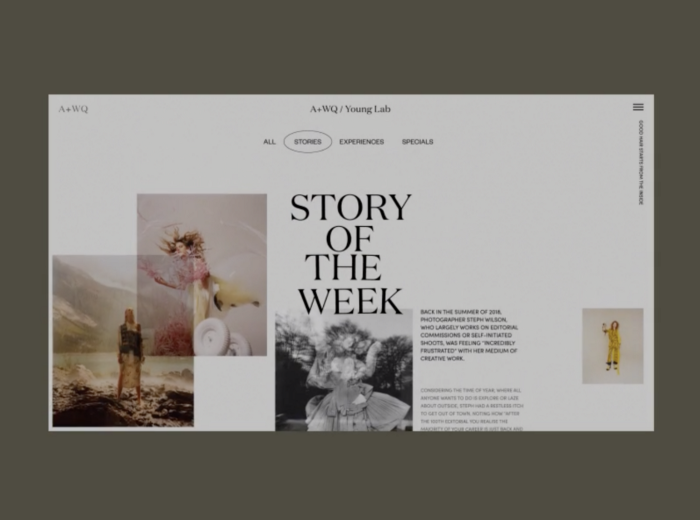 A+WQ
A+WQ / Young Lab
ALL STORIES EXPERIENCES SPECIALS
GOOD HAIR STARTS FROM THE INSIDE
STORY
OF
THE
WEEK
BACK IN THE SUMMER OF 2018,
PHOTOGRAPHER STEPH WILSON,
WHO LARGELY WORKS ON EDITORIAL
COMMISSIONS OR SELF-INITIATED
SHOOTS, WAS FEELING "INCREDIBLY
FRUSTRATED" WITH HER MEDIUM OF
CREATIVE WORK.
CONSIDERING THE TIME OF YEAR, WHERE ALL
ANYONE WANTS TO DO IS EXPLORE OR LAZE
ABOUT OUTSIDE, STEPH HAD A RESTLESS ITCH
TO GET OUT OF TOWN, NOTING HOW "AFTER
THE YOU REALISE THE
MAJORITY OF YOUR CAREER IS JUST BACK AND